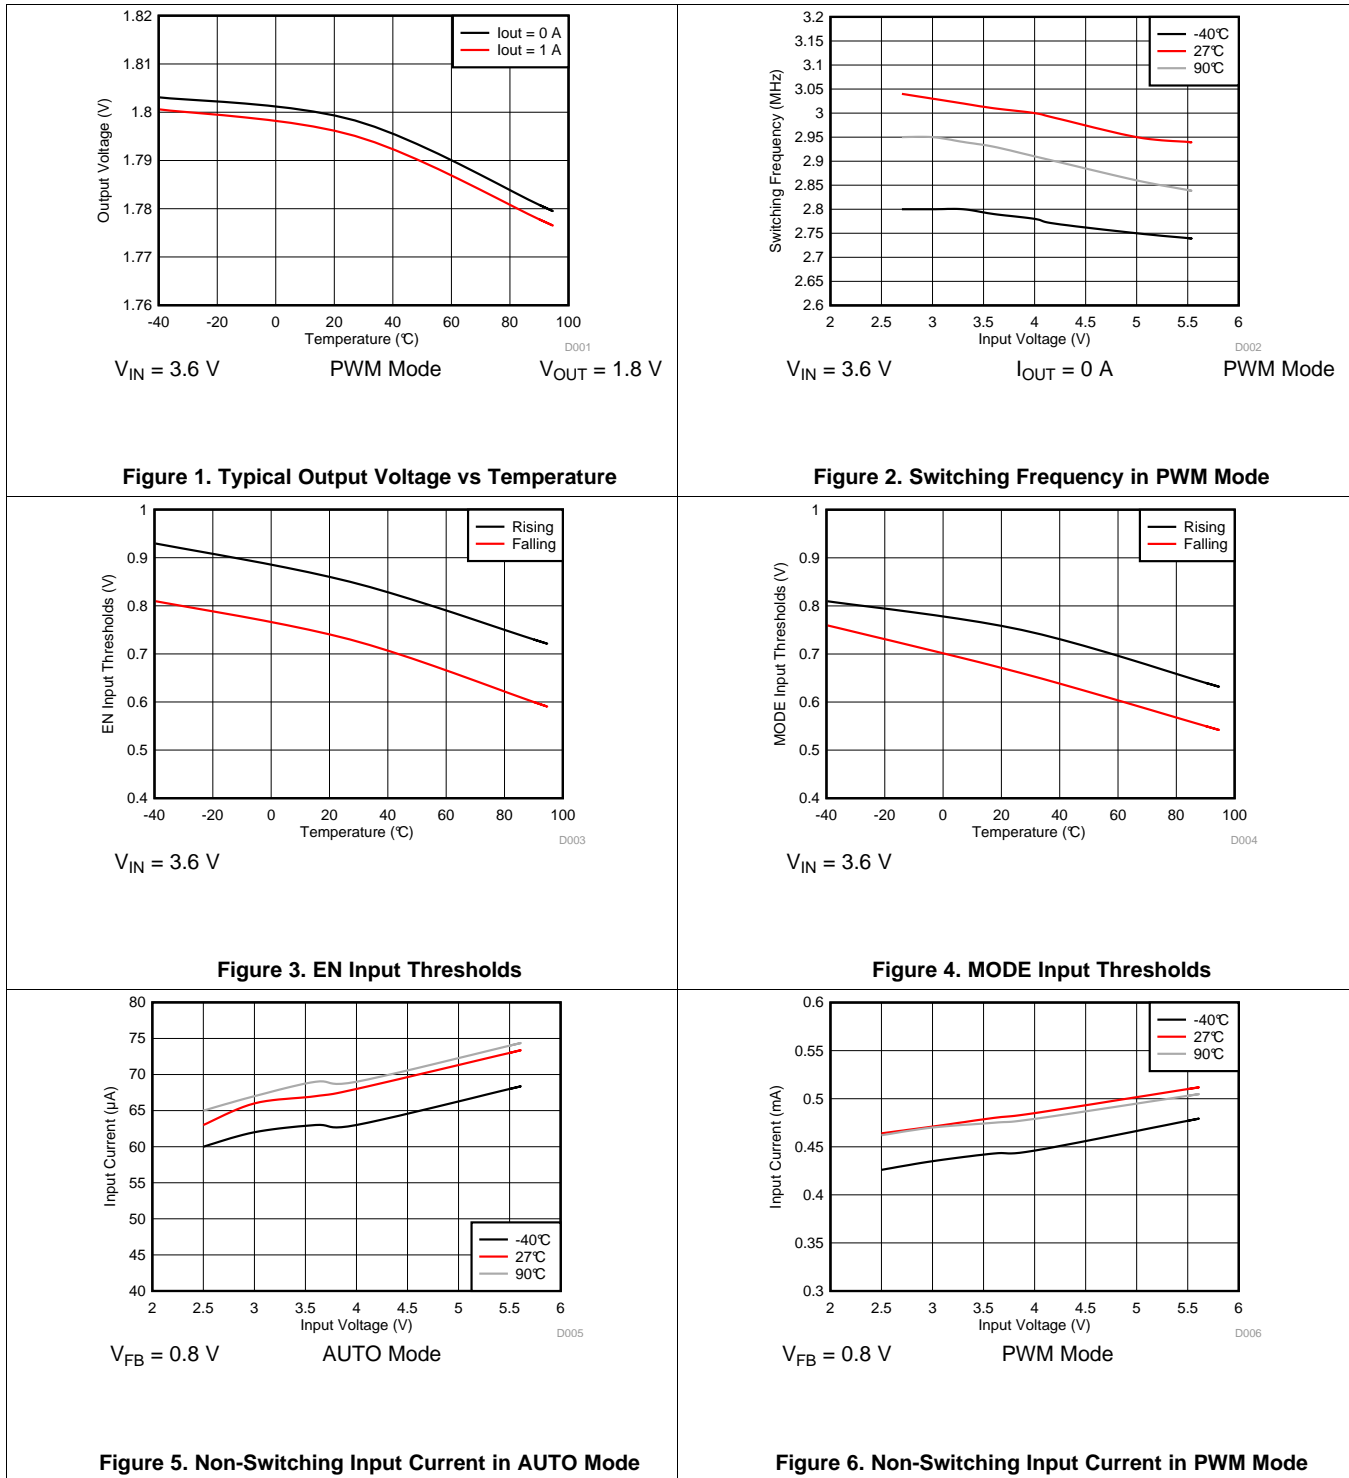 1.82
1.81
1.8
1.79
1.78
1.77
1.76
Output Voltage (V)
Iout = 0 A
Iout = 1 A
-40 -20 0 20 40 60 80 100
Temperature (°C)
D001
V_IN = 3.6 V PWM Mode V_OUT = 1.8 V
Figure 1. Typical Output Voltage vs Temperature
3.2
3.15
3.1
3.05
3
2.95
2.9
2.85
2.8
2.75
2.7
2.65
2.6
Switching Frequency (MHz)
-40°C
27°C
90°C
2 2.5 3 3.5 4 4.5 5 5.5 6
Input Voltage (V)
D002
V_IN = 3.6 V I_OUT = 0 A PWM Mode
Figure 2. Switching Frequency in PWM Mode
1
0.9
0.8
0.7
0.6
0.5
0.4
EN Input Thresholds (V)
Rising
Falling
-40 -20 0 20 40 60 80 100
Temperature (°C)
D003
V_IN = 3.6 V
Figure 3. EN Input Thresholds
1
0.9
0.8
0.7
0.6
0.5
0.4
MODE Input Thresholds (V)
Rising
Falling
-40 -20 0 20 40 60 80 100
Temperature (°C)
D004
V_IN = 3.6 V
Figure 4. MODE Input Thresholds
80
75
70
65
60
55
50
45
40
Input Current (µA)
-40°C
27°C
90°C
2 2.5 3 3.5 4 4.5 5 5.5 6
Input Voltage (V)
D005
V_FB = 0.8 V AUTO Mode
Figure 5. Non-Switching Input Current in AUTO Mode
0.6
0.55
0.5
0.45
0.4
0.35
0.3
Input Current (mA)
-40°C
27°C
90°C
2 2.5 3 3.5 4 4.5 5 5.5 6
Input Voltage (V)
D006
V_FB = 0.8 V PWM Mode
Figure 6. Non-Switching Input Current in PWM Mode